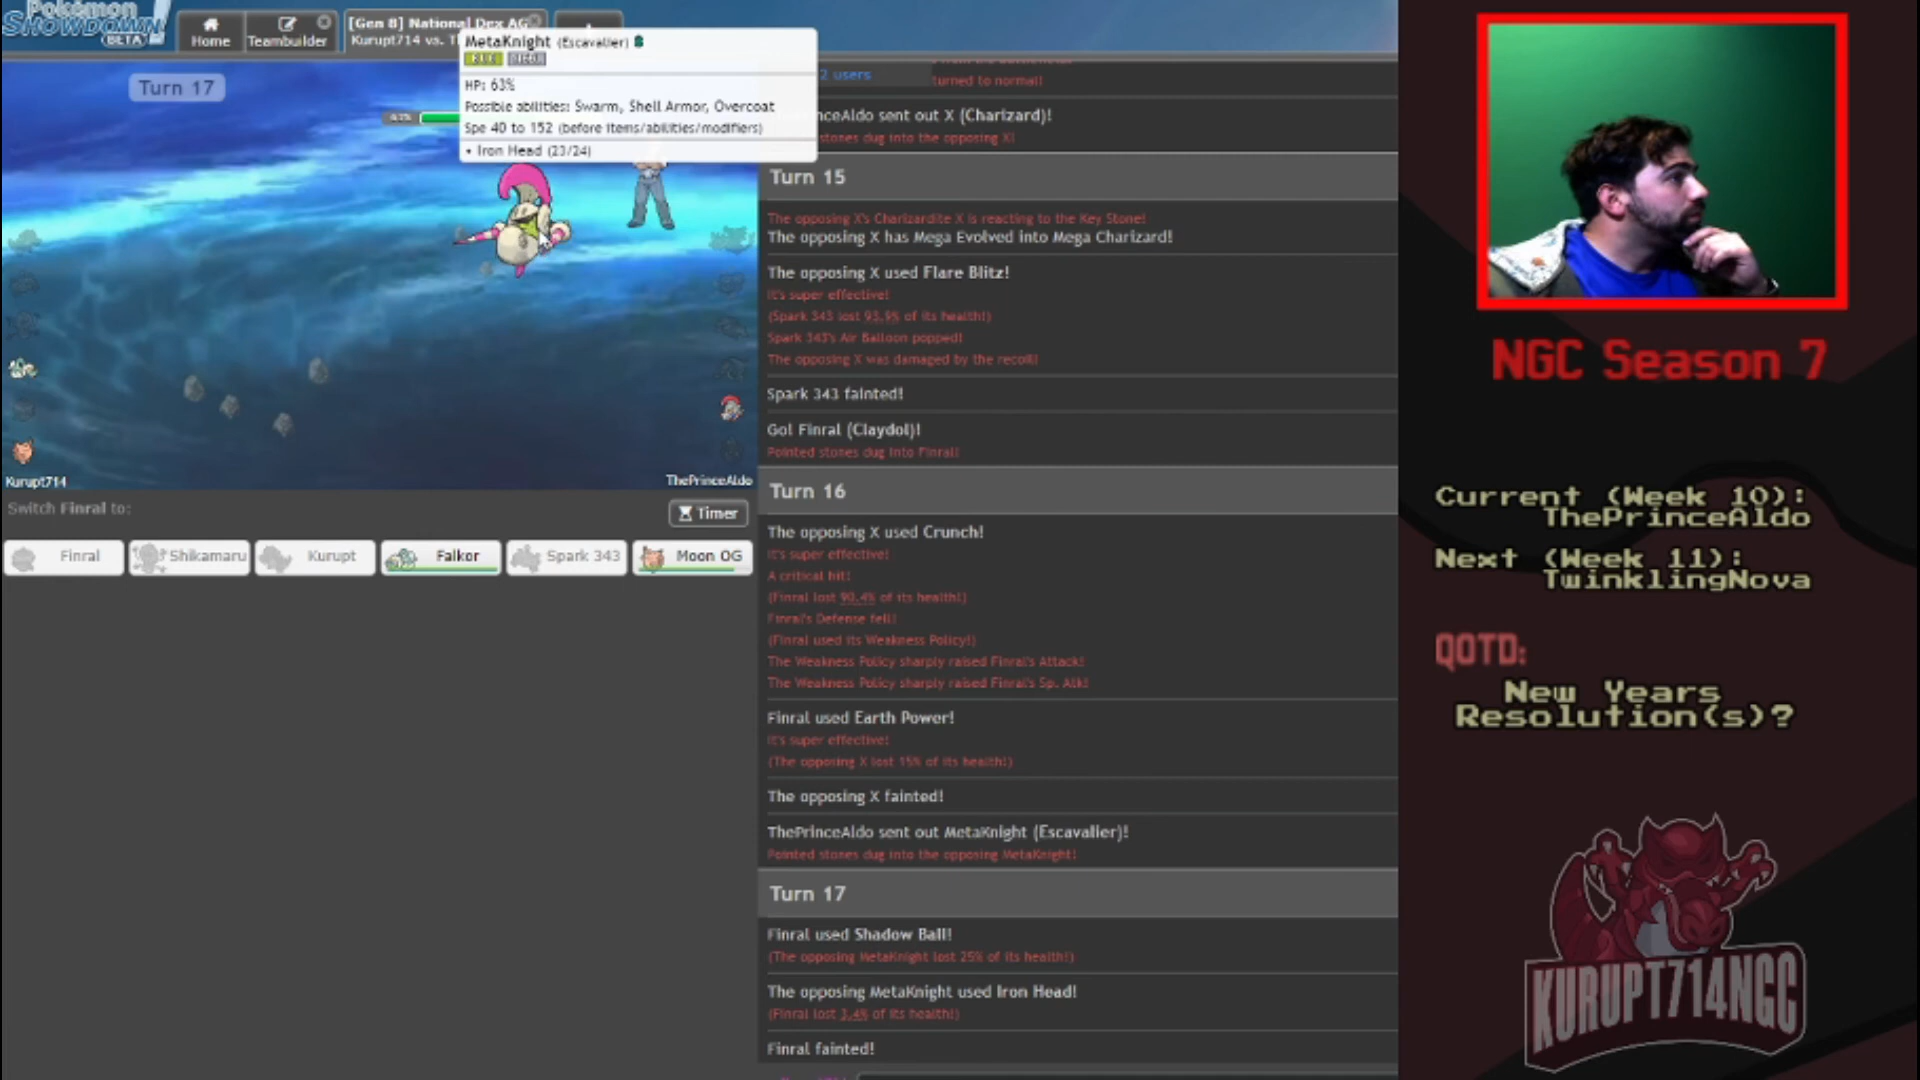 Pokémon
SHOWDOWN!
BETA
Home
Teambuilder
[Gen 8] National Dex AG
Kurupt714 vs.
MetaKnight (Escavalier)
HP: 63%
Possible abilities: Swarm, Shell Armor, Overcoat
Spe 40 to 152 (before items/abilities/modifiers)
• Iron Head (23/24)
Turn 17
63%
Kurupt714
ThePrinceAldo
Switch Finral to:
Timer
Finral
Shikamaru
Kurupt
Falkor
Spark 343
Moon OG
2 users
turned to normal!
nceAldo sent out X (Charizard)!
stones dug into the opposing X!
Turn 15
The opposing X's Charizardite X is reacting to the Key Stone!
The opposing X has Mega Evolved into Mega Charizard!
The opposing X used Flare Blitz!
It's super effective!
(Spark 343 lost 93.9% of its health!)
Spark 343's Air Balloon popped!
The opposing X was damaged by the recoil!
Spark 343 fainted!
Go! Finral (Claydol)!
Pointed stones dug into Finral!
Turn 16
The opposing X used Crunch!
It's super effective!
A critical hit!
(Finral lost 90.4% of its health!)
Finral's Defense fell!
(Finral used its Weakness Policy!)
The Weakness Policy sharply raised Finral's Attack!
The Weakness Policy sharply raised Finral's Sp. Atk!
Finral used Earth Power!
It's super effective!
(The opposing X lost 15% of its health!)
The opposing X fainted!
ThePrinceAldo sent out MetaKnight (Escavalier)!
Pointed stones dug into the opposing MetaKnight!
Turn 17
Finral used Shadow Ball!
(The opposing MetaKnight lost 25% of its health!)
The opposing MetaKnight used Iron Head!
(Finral lost 3.4% of its health!)
Finral fainted!
NGC Season 7
Current (Week 10):
ThePrinceAldo
Next (Week 11):
TwinklingNova
QOTD:
New Years
Resolution(s)?
KURUPT714NGC